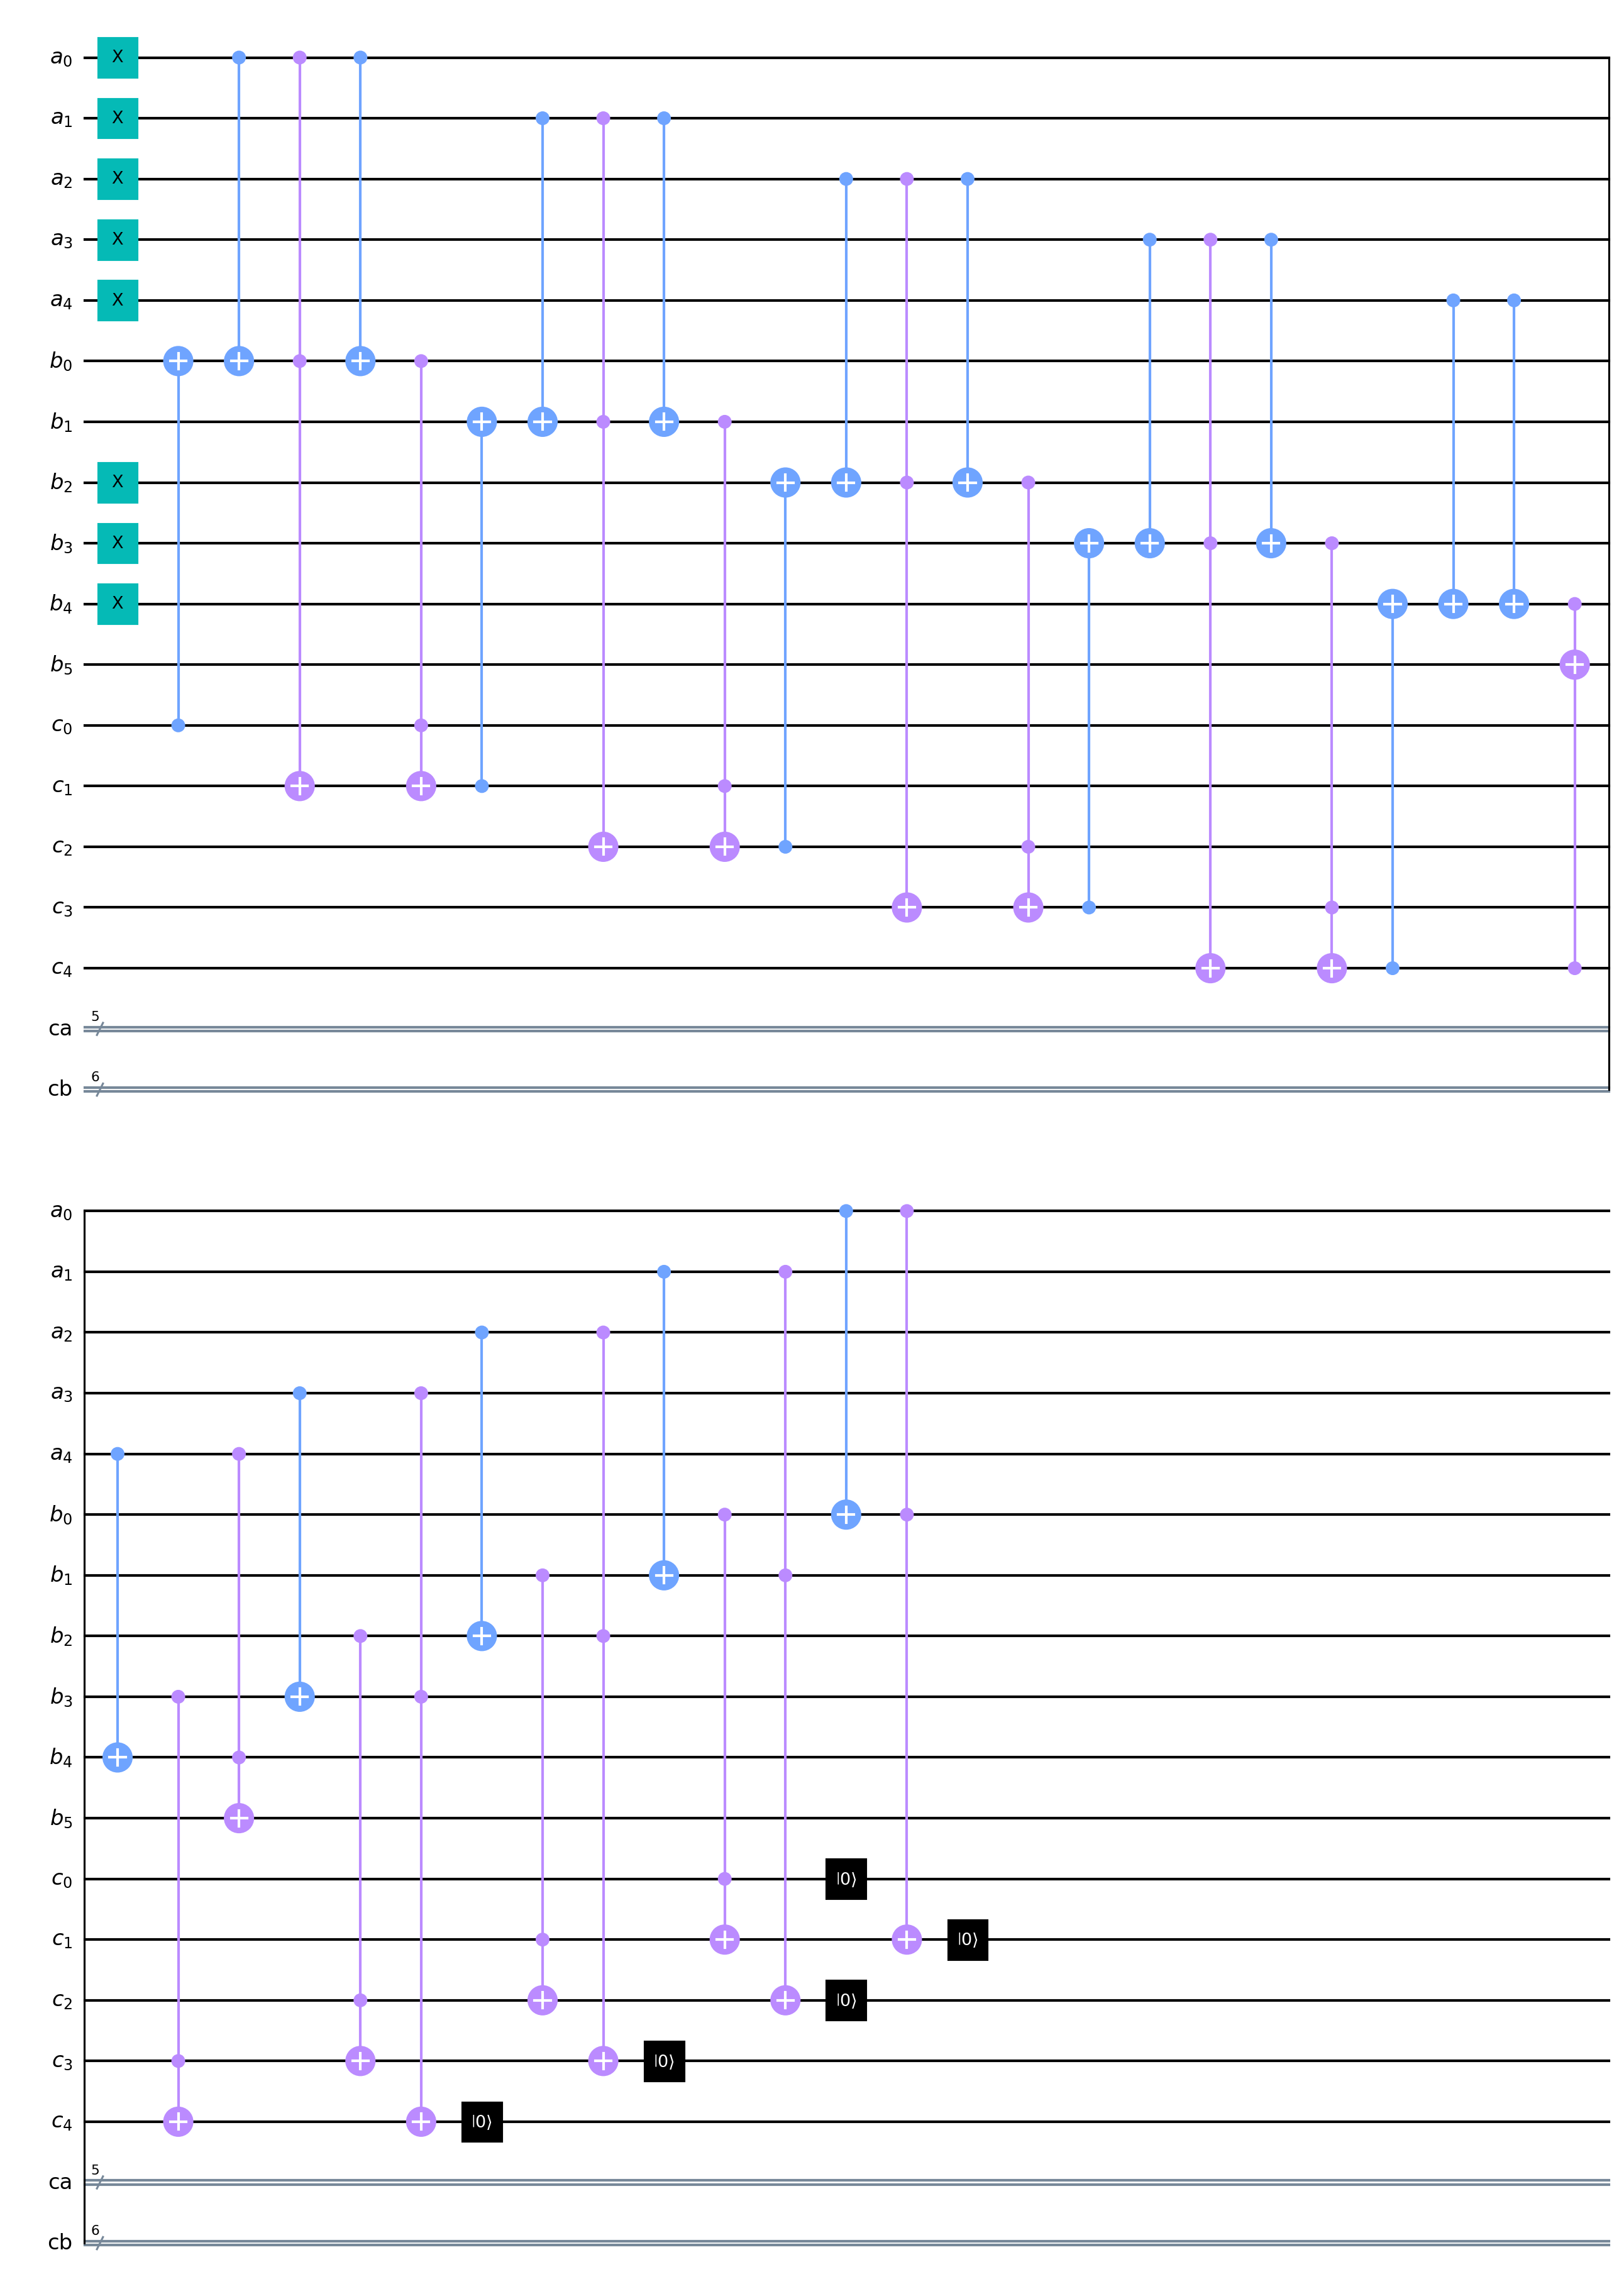 a0 X
a1 X
a2 X
a3 X
a4 X
b0
b1
b2 X
b3 X
b4 X
b5
c0
c1
c2
c3
c4
ca 5
cb 6
a0
a1
a2
a3
a4
b0
b1
b2
b3
b4
b5
c0 |0⟩
c1 |0⟩
c2 |0⟩
c3 |0⟩
c4 |0⟩
ca 5
cb 6